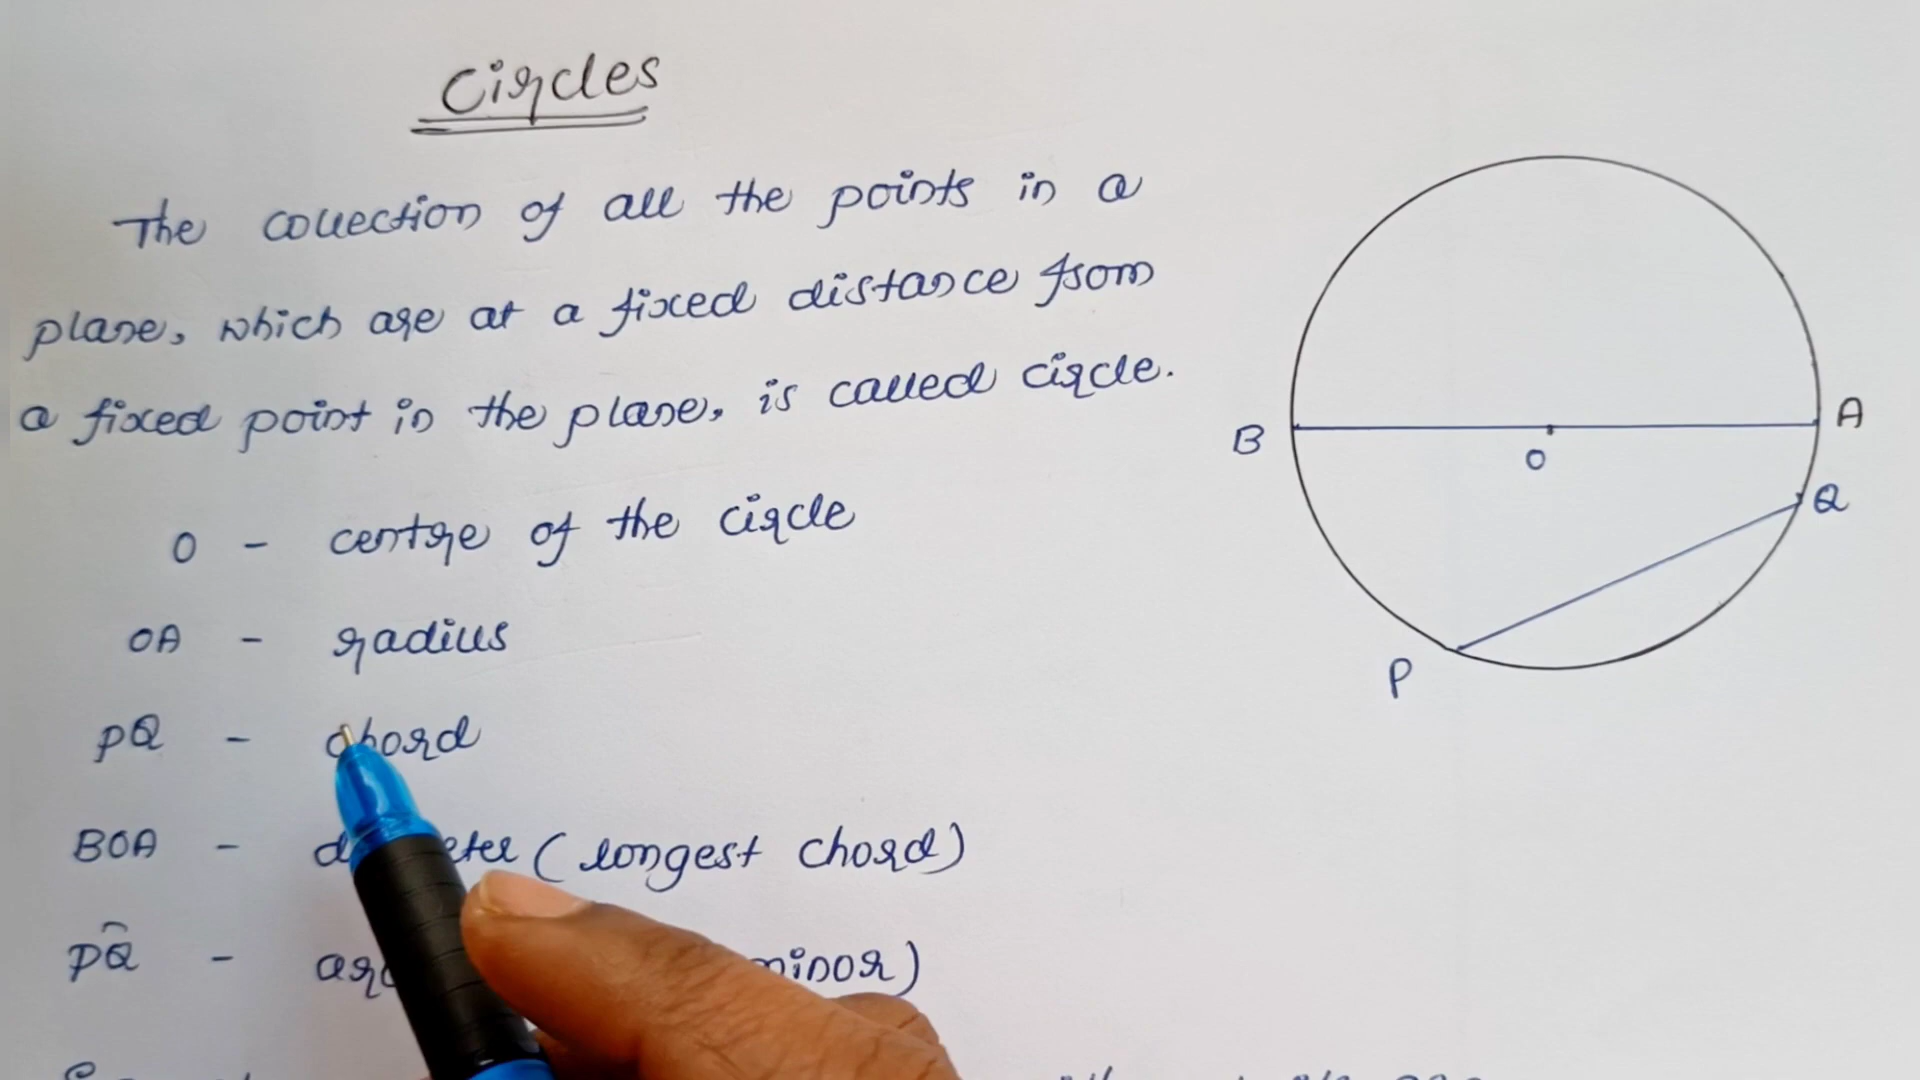 Circles
The collection of all the points in a
plane, which are at a fixed distance from
a fixed point in the plane, is called circle.
O - centre of the circle
OA - radius
PQ - chord
BOA - (longest chord)
P͡Q -
B
O
A
Q
P